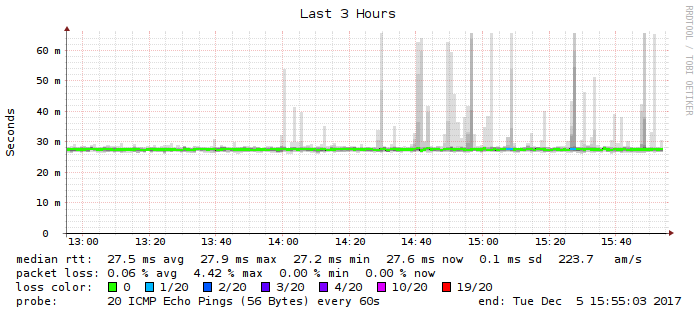 Last 3 Hours
RRDTOOL / TOBI OETIKER
Seconds
60 m
50 m
40 m
30 m
20 m
10 m
0
13:00 13:20 13:40 14:00 14:20 14:40 15:00 15:20 15:40
median rtt: 27.5 ms avg 27.9 ms max 27.2 ms min 27.6 ms now 0.1 ms sd 223.7 am/s
packet loss: 0.06 % avg 4.42 % max 0.00 % min 0.00 % now
loss color: 0 1/20 2/20 3/20 4/20 10/20 19/20
probe: 20 ICMP Echo Pings (56 Bytes) every 60s end: Tue Dec 5 15:55:03 2017